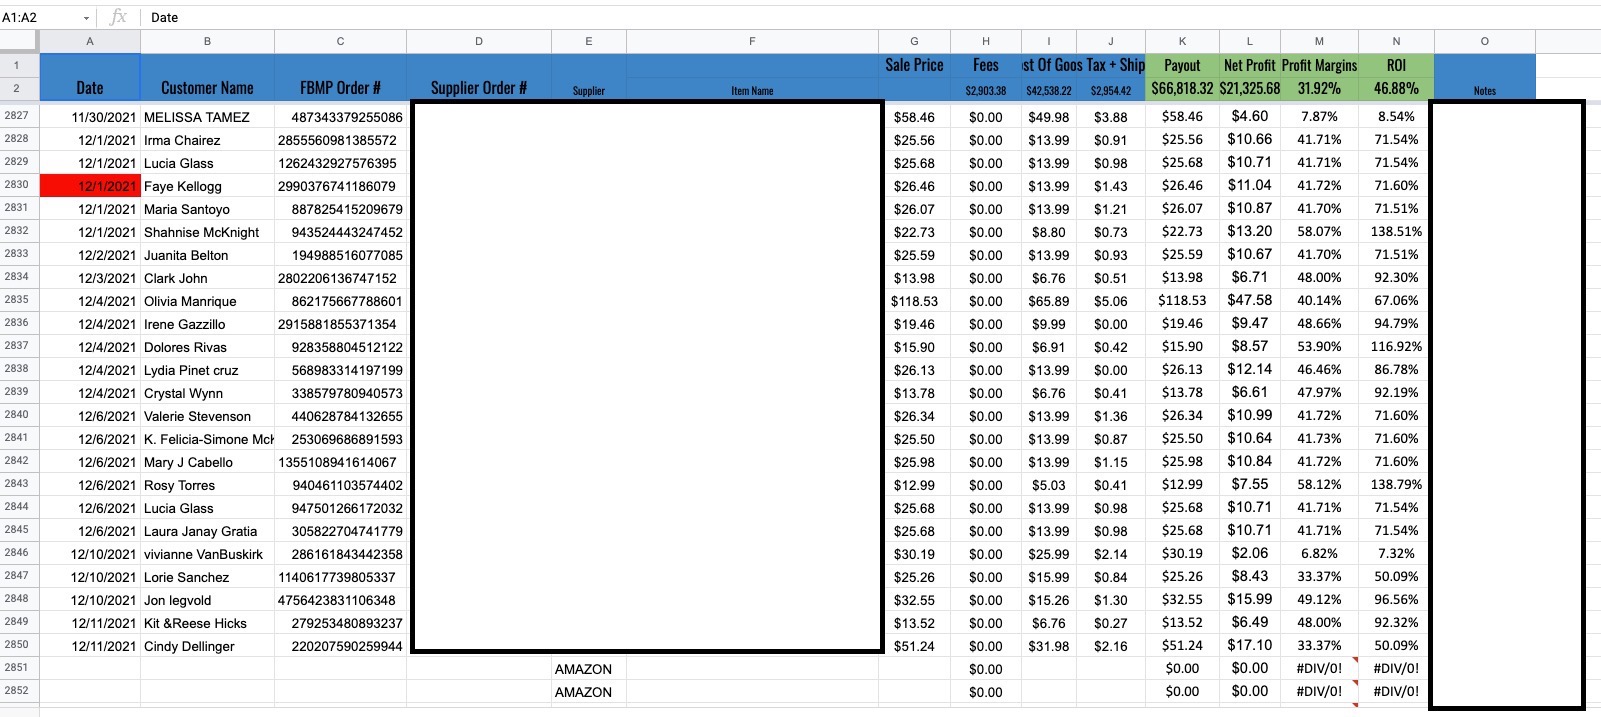 A1:A2 fx Date
A B C D E F G H I J K L M N O
1 Sale Price Fees ost Of Goos Tax + Ship Payout Net Profit Profit Margins ROI
2 Date Customer Name FBMP Order # Supplier Order # Supplier Item Name $2,903.38 $42,538.22 $2,954.42 $66,818.32 $21,325.68 31.92% 46.88% Notes
2827 11/30/2021 MELISSA TAMEZ 487343379255086 $58.46 $0.00 $49.98 $3.88 $58.46 $4.60 7.87% 8.54%
2828 12/1/2021 Irma Chairez 2855560981385572 $25.56 $0.00 $13.99 $0.91 $25.56 $10.66 41.71% 71.54%
2829 12/1/2021 Lucia Glass 1262432927576395 $25.68 $0.00 $13.99 $0.98 $25.68 $10.71 41.71% 71.54%
2830 12/1/2021 Faye Kellogg 2990376741186079 $26.46 $0.00 $13.99 $1.43 $26.46 $11.04 41.72% 71.60%
2831 12/1/2021 Maria Santoyo 887825415209679 $26.07 $0.00 $13.99 $1.21 $26.07 $10.87 41.70% 71.51%
2832 12/1/2021 Shahnise McKnight 943524443247452 $22.73 $0.00 $8.80 $0.73 $22.73 $13.20 58.07% 138.51%
2833 12/2/2021 Juanita Belton 194988516077085 $25.59 $0.00 $13.99 $0.93 $25.59 $10.67 41.70% 71.51%
2834 12/3/2021 Clark John 2802206136747152 $13.98 $0.00 $6.76 $0.51 $13.98 $6.71 48.00% 92.30%
2835 12/4/2021 Olivia Manrique 862175667788601 $118.53 $0.00 $65.89 $5.06 $118.53 $47.58 40.14% 67.06%
2836 12/4/2021 Irene Gazzillo 2915881855371354 $19.46 $0.00 $9.99 $0.00 $19.46 $9.47 48.66% 94.79%
2837 12/4/2021 Dolores Rivas 928358804512122 $15.90 $0.00 $6.91 $0.42 $15.90 $8.57 53.90% 116.92%
2838 12/4/2021 Lydia Pinet cruz 568983314197199 $26.13 $0.00 $13.99 $0.00 $26.13 $12.14 46.46% 86.78%
2839 12/4/2021 Crystal Wynn 338579780940573 $13.78 $0.00 $6.76 $0.41 $13.78 $6.61 47.97% 92.19%
2840 12/6/2021 Valerie Stevenson 440628784132655 $26.34 $0.00 $13.99 $1.36 $26.34 $10.99 41.72% 71.60%
2841 12/6/2021 K. Felicia-Simone McK 253069686891593 $25.50 $0.00 $13.99 $0.87 $25.50 $10.64 41.73% 71.60%
2842 12/6/2021 Mary J Cabello 1355108941614067 $25.98 $0.00 $13.99 $1.15 $25.98 $10.84 41.72% 71.60%
2843 12/6/2021 Rosy Torres 940461103574402 $12.99 $0.00 $5.03 $0.41 $12.99 $7.55 58.12% 138.79%
2844 12/6/2021 Lucia Glass 947501266172032 $25.68 $0.00 $13.99 $0.98 $25.68 $10.71 41.71% 71.54%
2845 12/6/2021 Laura Janay Gratia 305822704741779 $25.68 $0.00 $13.99 $0.98 $25.68 $10.71 41.71% 71.54%
2846 12/10/2021 vivianne VanBuskirk 286161843442358 $30.19 $0.00 $25.99 $2.14 $30.19 $2.06 6.82% 7.32%
2847 12/10/2021 Lorie Sanchez 1140617739805337 $25.26 $0.00 $15.99 $0.84 $25.26 $8.43 33.37% 50.09%
2848 12/10/2021 Jon legvold 4756423831106348 $32.55 $0.00 $15.26 $1.30 $32.55 $15.99 49.12% 96.56%
2849 12/11/2021 Kit &Reese Hicks 279253480893237 $13.52 $0.00 $6.76 $0.27 $13.52 $6.49 48.00% 92.32%
2850 12/11/2021 Cindy Dellinger 220207590259944 $51.24 $0.00 $31.98 $2.16 $51.24 $17.10 33.37% 50.09%
2851 AMAZON $0.00 $0.00 $0.00 #DIV/0! #DIV/0!
2852 AMAZON $0.00 $0.00 $0.00 #DIV/0! #DIV/0!